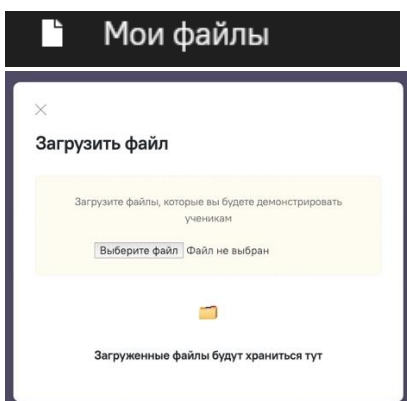 Мои файлы
Загрузить файл
Загрузите файлы, которые вы будете демонстрировать
ученикам
Выберите файл Файл не выбран
Загруженные файлы будут храниться тут